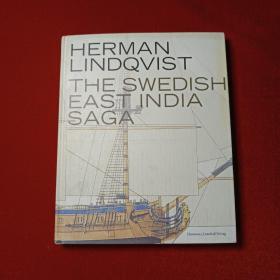 HERMAN
LINDQVIST
THE SWEDISH
EAST INDIA
SAGA